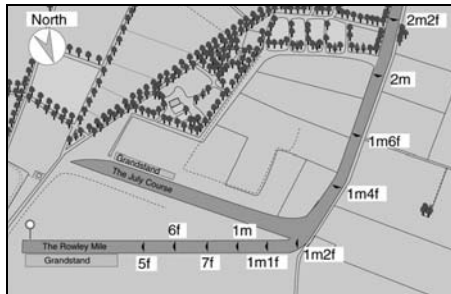 North
2m2f
2m
1m6f
Grandstand
The July Course
1m4f
6f
1m
The Rowley Mile
1m2f
Grandstand
5f
7f
1m1f